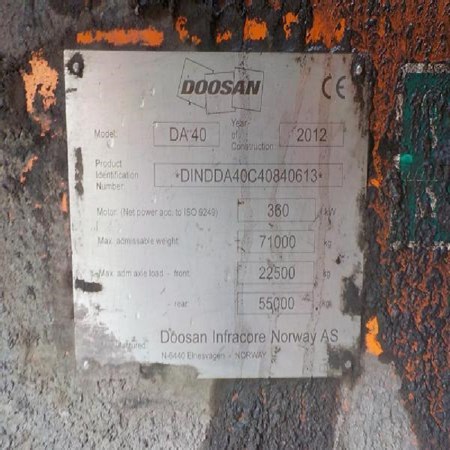 DOOSAN CE
Model: DA 40 Year of Construction 2012
Product Identification Number *DINDDA40C40840613*
Motor: (Net power acc. to ISO 9249) 360 kW
Max. admissable weight 71000 kg
Max. adm axle load - front 22500 kg
- rear 55000 kgs
Doosan Infracore Norway AS
N-6440 Elnesvagen - NORWAY